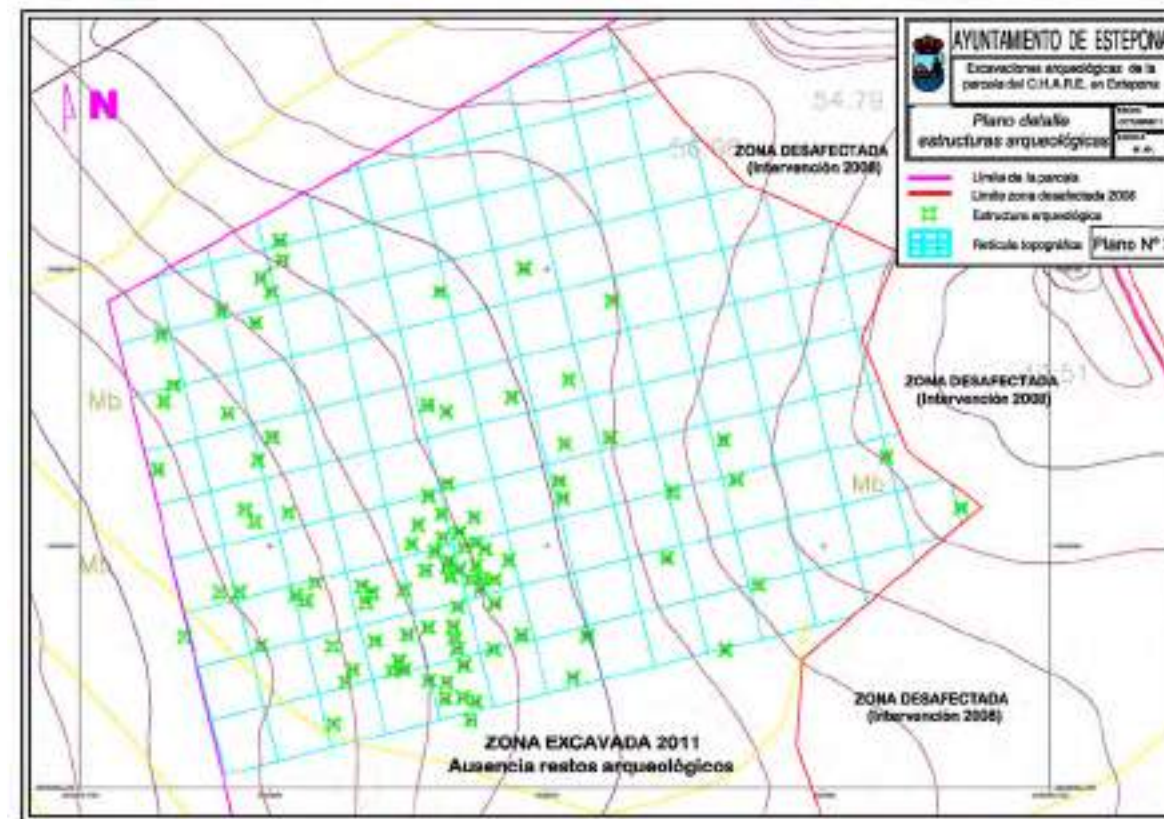 AYUNTAMIENTO DE ESTEPONA
Excavaciones arqueológicas de la
parcela del C.H.A.R.E. en Estepona
Plano detalle
estructuras arqueológicas
Límite de la parcela
Límite zona desafectada 2008
Estructura arqueológica
Retícula topográfica
Plano Nº
N
54.79
ZONA DESAFECTADA
(Intervención 2008)
ZONA DESAFECTADA
(Intervención 2008)
Mb
Mb
Mb
ZONA DESAFECTADA
(Intervención 2008)
ZONA EXCAVADA 2011
Ausencia restos arqueológicos